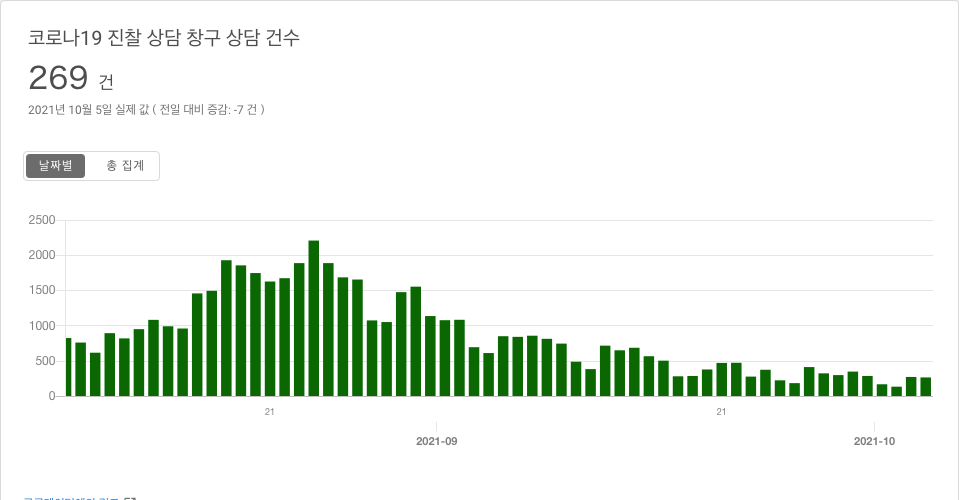 코로나19 진찰 상담 창구 상담 건수
269 건
2021년 10월 5일 실제 값 ( 전일 대비 증감: -7 건 )
날짜별 총 집계
2500
2000
1500
1000
500
0
21 21
2021-09 2021-10